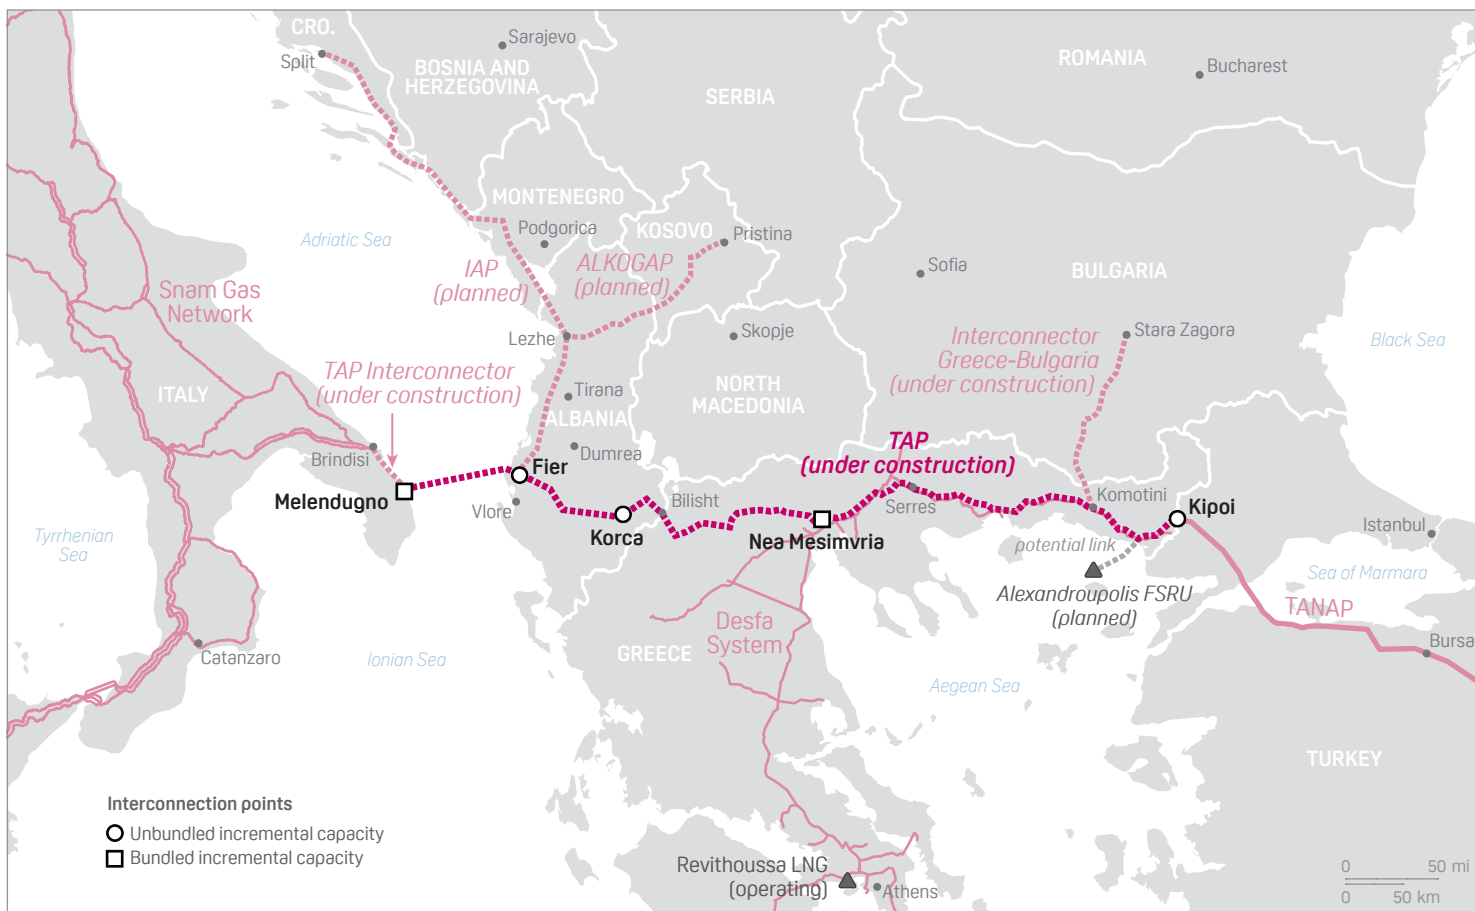 CRO.
Split
Sarajevo
BOSNIA AND
HERZEGOVINA
SERBIA
ROMANIA
Bucharest
MONTENEGRO
Podgorica
KOSOVO
Pristina
Adriatic Sea
IAP
(planned)
ALKOGAP
(planned)
Sofia
BULGARIA
Snam Gas
Network
Lezhe
Skopje
Interconnector
Greece-Bulgaria
(under construction)
Stara Zagora
Black Sea
TAP Interconnector
(under construction)
ITALY
Tirana
ALBANIA
NORTH
MACEDONIA
Brindisi
Dumrea
TAP
(under construction)
Melendugno
Fier
Vlore
Bilisht
Korca
Nea Mesimvria
Serres
Komotini
Kipoi
Istanbul
Tyrrhenian
Sea
potential link
Alexandroupolis FSRU
(planned)
Sea of Marmara
TANAP
Desfa
System
Catanzaro
Ionian Sea
GREECE
Aegean Sea
Bursa
TURKEY
Interconnection points
Unbundled incremental capacity
Bundled incremental capacity
Revithoussa LNG
(operating)
Athens
0 50 mi
0 50 km